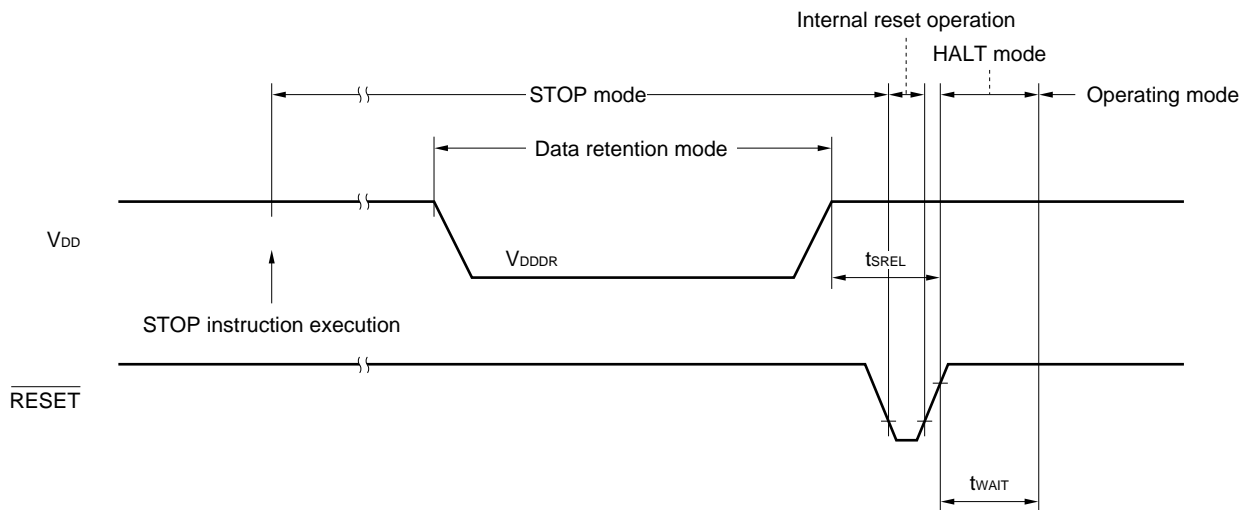 Internal reset operation
HALT mode
STOP mode
Operating mode
Data retention mode
VDD
VDDDR
tSREL
STOP instruction execution
RESET
tWAIT